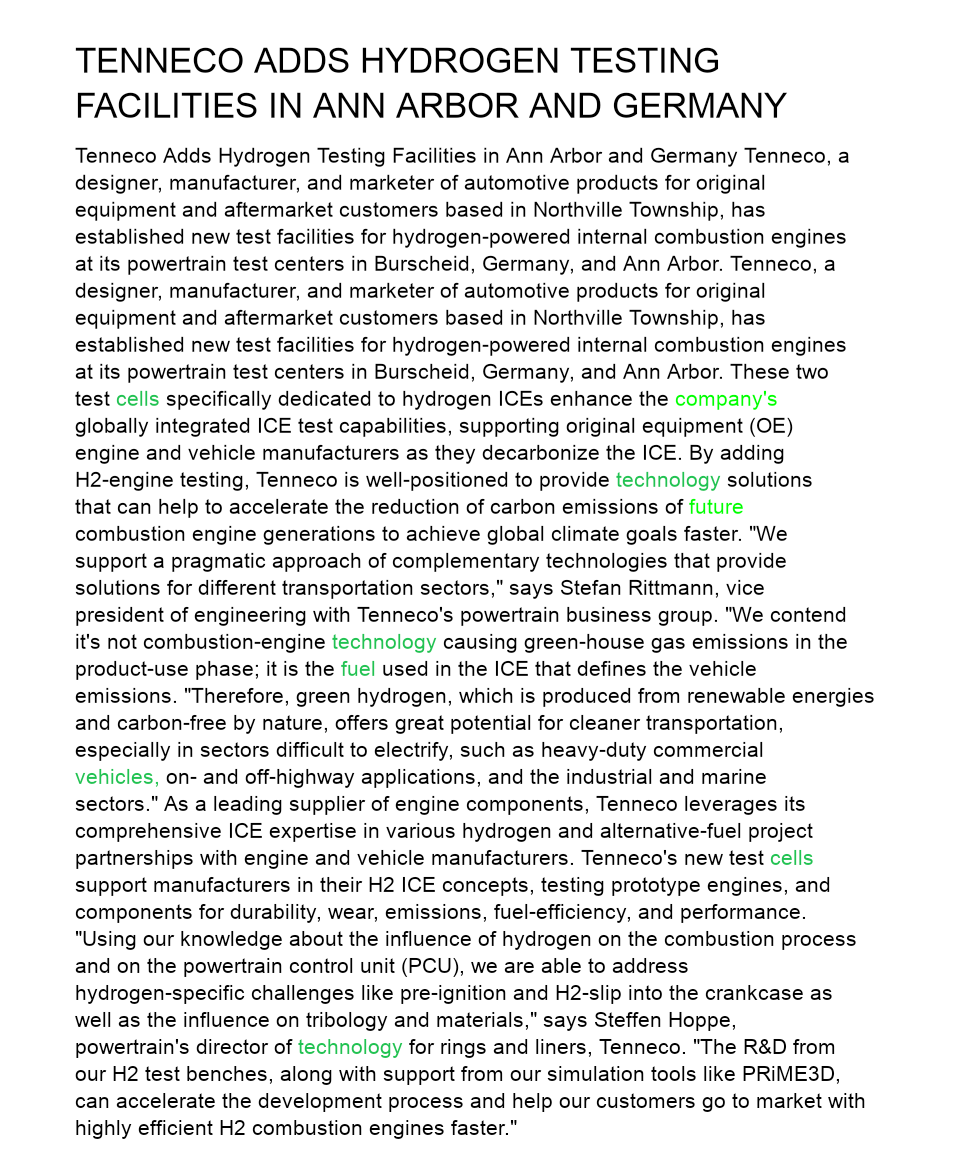 TENNECO ADDS HYDROGEN TESTING
FACILITIES IN ANN ARBOR AND GERMANY
Tenneco Adds Hydrogen Testing Facilities in Ann Arbor and Germany Tenneco, a
designer, manufacturer, and marketer of automotive products for original
equipment and aftermarket customers based in Northville Township, has
established new test facilities for hydrogen-powered internal combustion engines
at its powertrain test centers in Burscheid, Germany, and Ann Arbor. Tenneco, a
designer, manufacturer, and marketer of automotive products for original
equipment and aftermarket customers based in Northville Township, has
established new test facilities for hydrogen-powered internal combustion engines
at its powertrain test centers in Burscheid, Germany, and Ann Arbor. These two
test cells specifically dedicated to hydrogen ICEs enhance the company's
globally integrated ICE test capabilities, supporting original equipment (OE)
engine and vehicle manufacturers as they decarbonize the ICE. By adding
H2-engine testing, Tenneco is well-positioned to provide technology solutions
that can help to accelerate the reduction of carbon emissions of future
combustion engine generations to achieve global climate goals faster. "We
support a pragmatic approach of complementary technologies that provide
solutions for different transportation sectors," says Stefan Rittmann, vice
president of engineering with Tenneco's powertrain business group. "We contend
it's not combustion-engine technology causing green-house gas emissions in the
product-use phase; it is the fuel used in the ICE that defines the vehicle
emissions. "Therefore, green hydrogen, which is produced from renewable energies
and carbon-free by nature, offers great potential for cleaner transportation,
especially in sectors difficult to electrify, such as heavy-duty commercial
vehicles, on- and off-highway applications, and the industrial and marine
sectors." As a leading supplier of engine components, Tenneco leverages its
comprehensive ICE expertise in various hydrogen and alternative-fuel project
partnerships with engine and vehicle manufacturers. Tenneco's new test cells
support manufacturers in their H2 ICE concepts, testing prototype engines, and
components for durability, wear, emissions, fuel-efficiency, and performance.
"Using our knowledge about the influence of hydrogen on the combustion process
and on the powertrain control unit (PCU), we are able to address
hydrogen-specific challenges like pre-ignition and H2-slip into the crankcase as
well as the influence on tribology and materials," says Steffen Hoppe,
powertrain's director of technology for rings and liners, Tenneco. "The R&D from
our H2 test benches, along with support from our simulation tools like PRiME3D,
can accelerate the development process and help our customers go to market with
highly efficient H2 combustion engines faster."